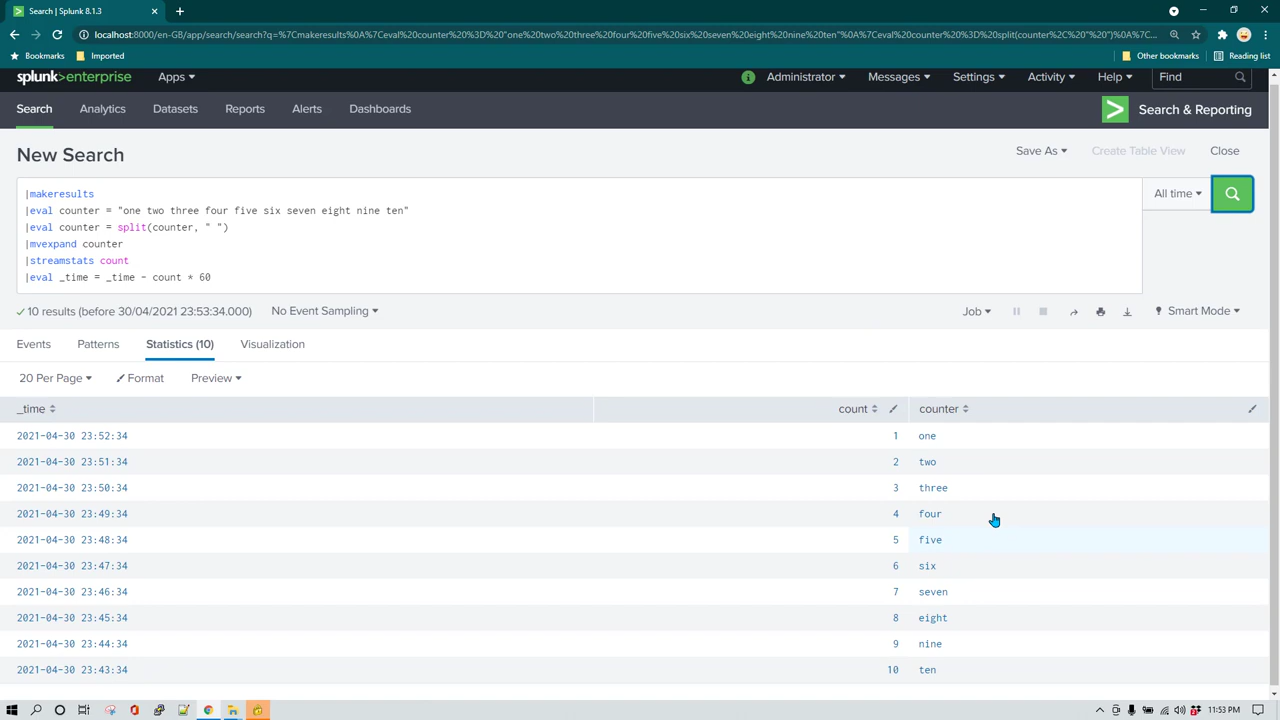 Search | Splunk 8.1.3
localhost:8000/en-GB/app/search/search?q=%7Cmakeresults%0A%7Ceval counter%3D%20"one%20two%20three%20four%20five%20six%20seven%20eight%20nine%20ten"%0A%7Ceval counter%20%3D%20split(counter%2C%20"%20")%0A%7C...
Bookmarks
Imported
Other bookmarks
Reading list
splunk>enterprise
Apps
Administrator
Messages
Settings
Activity
Help
Find
Search
Analytics
Datasets
Reports
Alerts
Dashboards
Search & Reporting
New Search
Save As
Create Table View
Close
|makeresults
|eval counter = "one two three four five six seven eight nine ten"
|eval counter = split(counter, " ")
|mvexpand counter
|streamstats count
|eval _time = _time - count * 60
All time
10 results (before 30/04/2021 23:53:34.000)
No Event Sampling
Job
Smart Mode
Events
Patterns
Statistics (10)
Visualization
20 Per Page
Format
Preview
_time count counter
2021-04-30 23:52:34 1 one
2021-04-30 23:51:34 2 two
2021-04-30 23:50:34 3 three
2021-04-30 23:49:34 4 four
2021-04-30 23:48:34 5 five
2021-04-30 23:47:34 6 six
2021-04-30 23:46:34 7 seven
2021-04-30 23:45:34 8 eight
2021-04-30 23:44:34 9 nine
2021-04-30 23:43:34 10 ten
11:53 PM